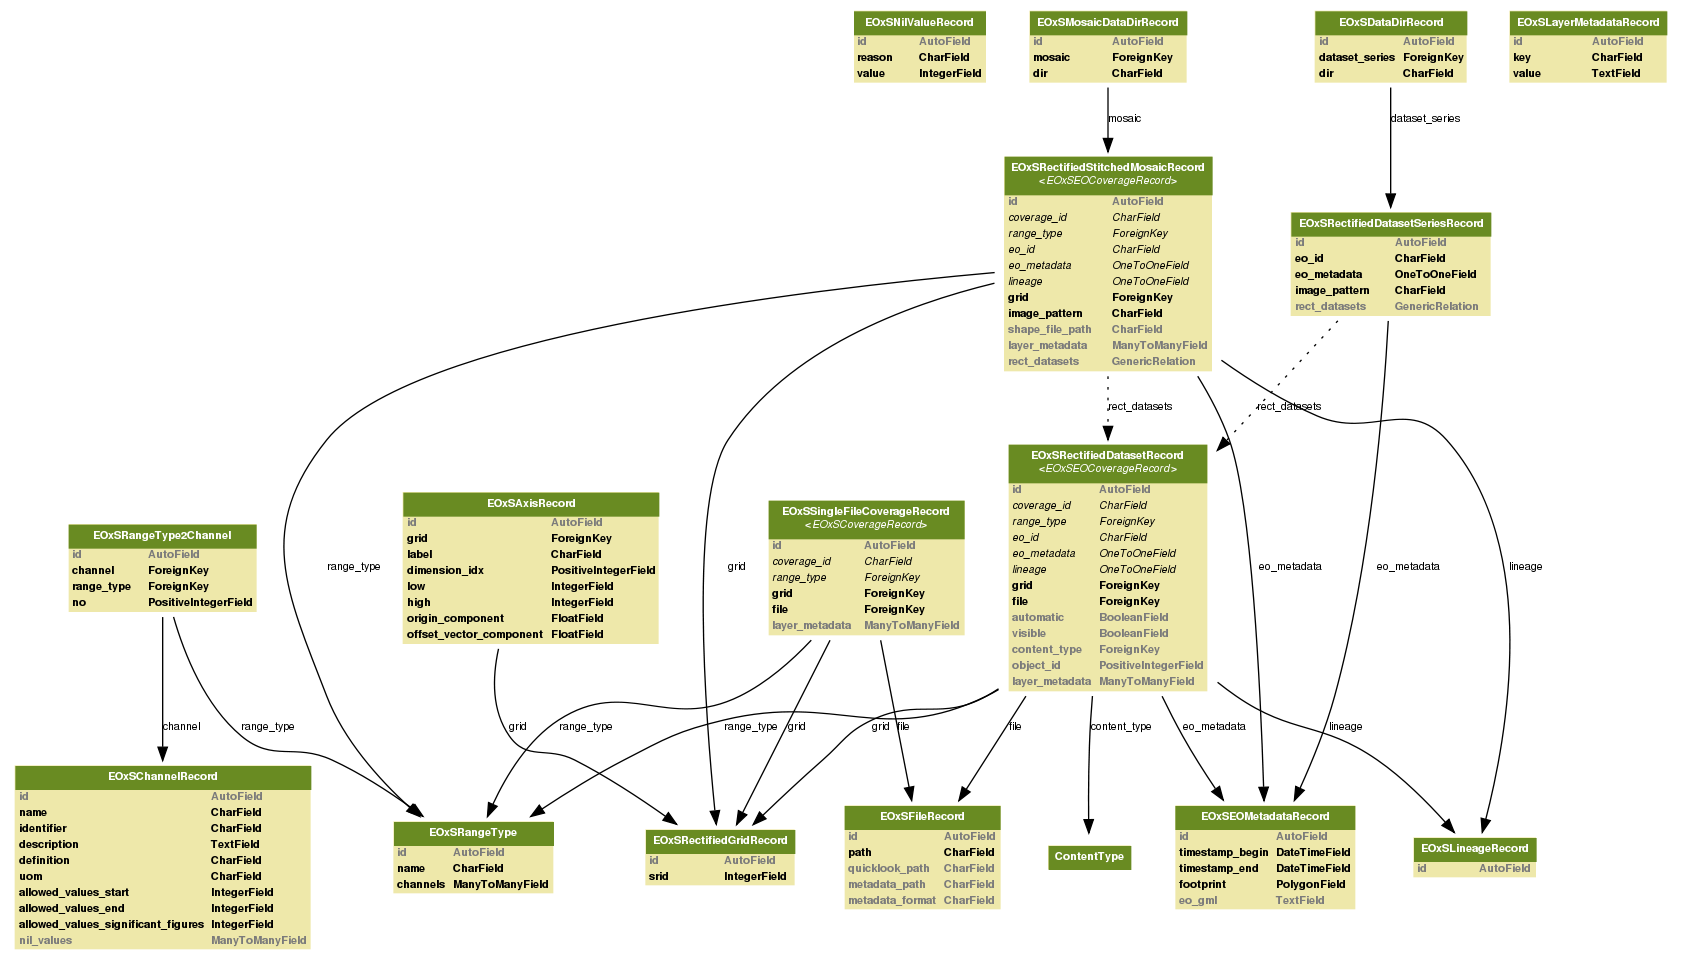 EOxSNilValueRecord
id AutoField
reason CharField
value IntegerField
EOxSMosaicDataDirRecord
id AutoField
mosaic ForeignKey
dir CharField
EOxSDataDirRecord
id AutoField
dataset_series ForeignKey
dir CharField
EOxSLayerMetadataRecord
id AutoField
key CharField
value TextField
mosaic
dataset_series
EOxSRectifiedStitchedMosaicRecord
<EOxSEOCoverageRecord>
id AutoField
coverage_id CharField
range_type ForeignKey
eo_id CharField
eo_metadata OneToOneField
lineage OneToOneField
grid ForeignKey
image_pattern CharField
shape_file_path CharField
layer_metadata ManyToManyField
rect_datasets GenericRelation
EOxSRectifiedDatasetSeriesRecord
id AutoField
eo_id CharField
eo_metadata OneToOneField
image_pattern CharField
rect_datasets GenericRelation
rect_datasets
rect_datasets
EOxSRangeType2Channel
id AutoField
channel ForeignKey
range_type ForeignKey
no PositiveIntegerField
range_type
EOxSAxisRecord
id AutoField
grid ForeignKey
label CharField
dimension_idx PositiveIntegerField
low IntegerField
high IntegerField
origin_component FloatField
offset_vector_component FloatField
grid
EOxSSingleFileCoverageRecord
<EOxSCoverageRecord>
id AutoField
coverage_id CharField
range_type ForeignKey
grid ForeignKey
file ForeignKey
layer_metadata ManyToManyField
EOxSRectifiedDatasetRecord
<EOxSEOCoverageRecord>
id AutoField
coverage_id CharField
range_type ForeignKey
eo_id CharField
eo_metadata OneToOneField
lineage OneToOneField
grid ForeignKey
file ForeignKey
automatic BooleanField
visible BooleanField
content_type ForeignKey
object_id PositiveIntegerField
layer_metadata ManyToManyField
eo_metadata
eo_metadata
lineage
channel
range_type
grid
range_type
range_type
grid
grid
file
file
content_type
eo_metadata
lineage
EOxSChannelRecord
id AutoField
name CharField
identifier CharField
description TextField
definition CharField
uom CharField
allowed_values_start IntegerField
allowed_values_end IntegerField
allowed_values_significant_figures IntegerField
nil_values ManyToManyField
EOxSRangeType
id AutoField
name CharField
channels ManyToManyField
EOxSRectifiedGridRecord
id AutoField
srid IntegerField
EOxSFileRecord
id AutoField
path CharField
quicklook_path CharField
metadata_path CharField
metadata_format CharField
ContentType
EOxSEOMetadataRecord
id AutoField
timestamp_begin DateTimeField
timestamp_end DateTimeField
footprint PolygonField
eo_gml TextField
EOxSLineageRecord
id AutoField